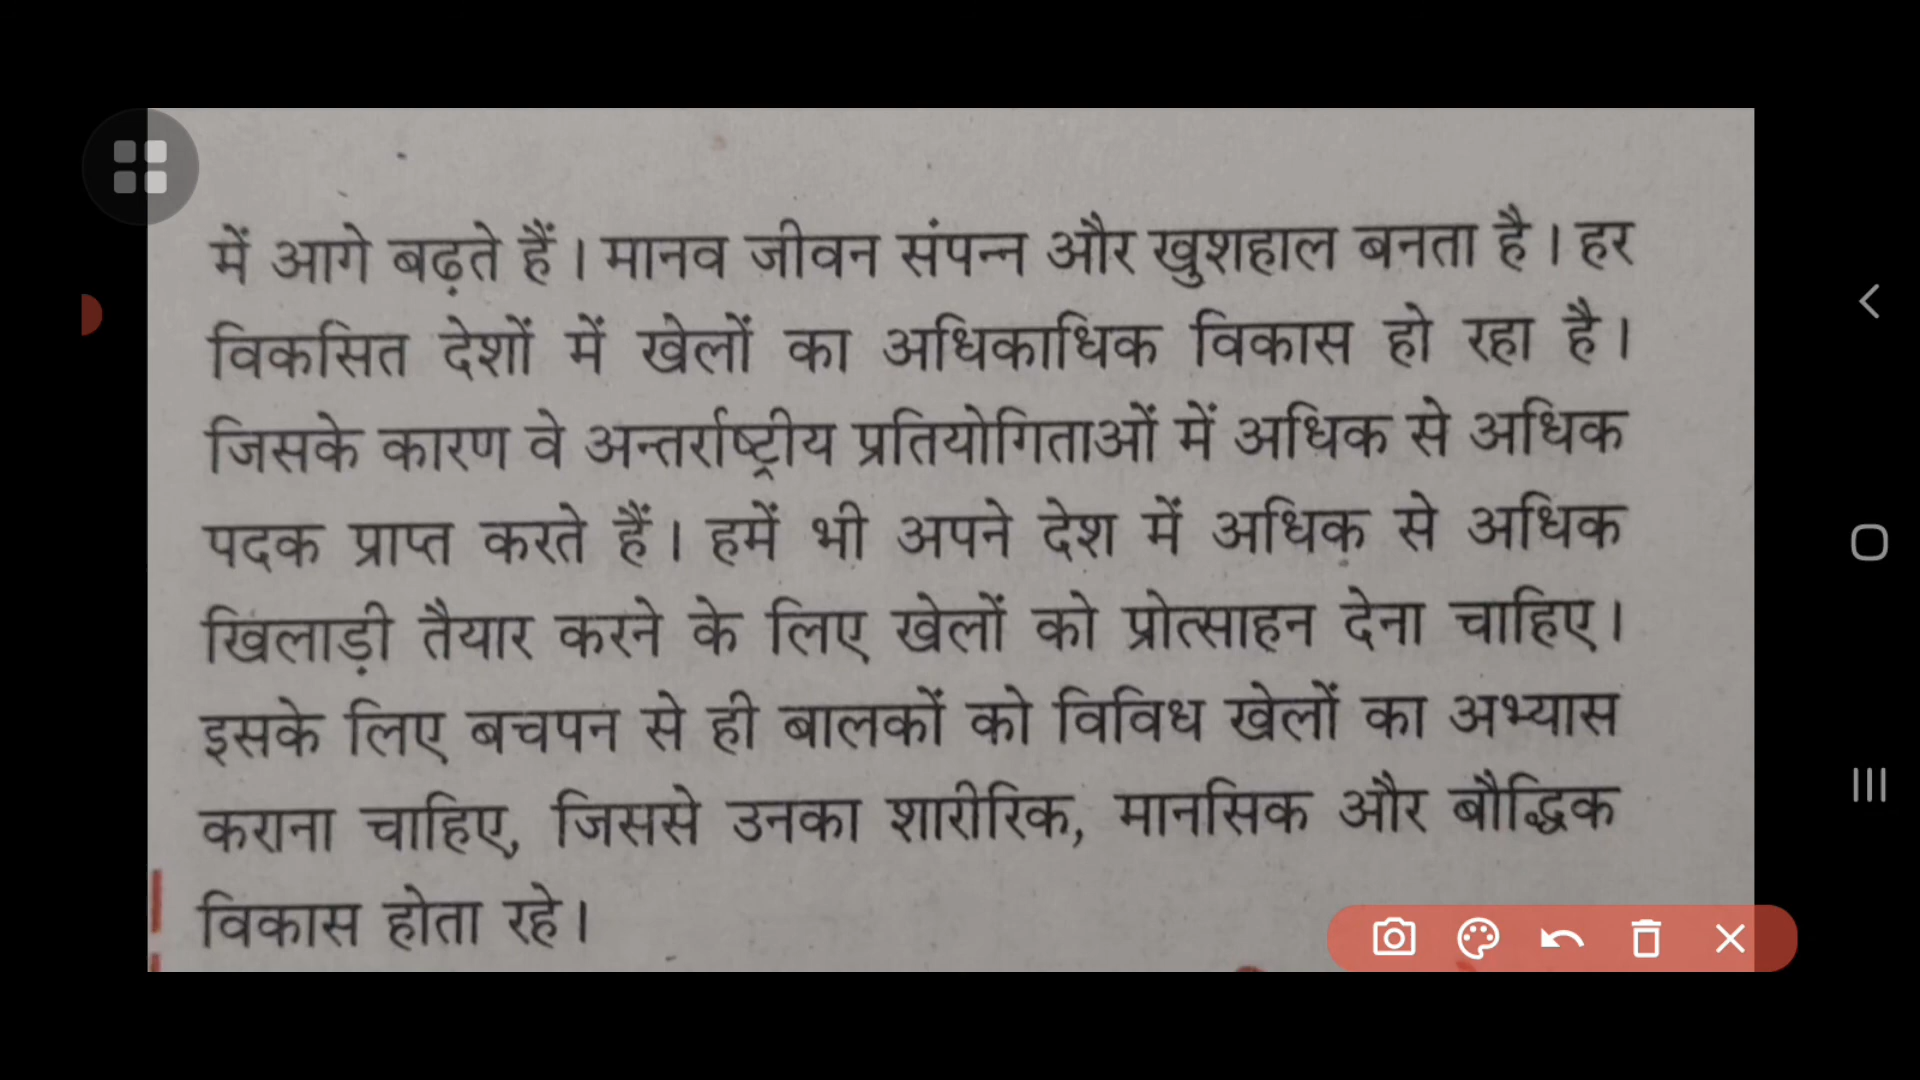 में आगे बढ़ते हैं। मानव जीवन संपन्न और खुशहाल बनता है। हर
विकसित देशों में खेलों का अधिकाधिक विकास हो रहा है।
जिसके कारण वे अन्तर्राष्ट्रीय प्रतियोगिताओं में अधिक से अधिक
पदक प्राप्त करते हैं। हमें भी अपने देश में अधिक से अधिक
खिलाड़ी तैयार करने के लिए खेलों को प्रोत्साहन देना चाहिए।
इसके लिए बचपन से ही बालकों को विविध खेलों का अभ्यास
कराना चाहिए, जिससे उनका शारीरिक, मानसिक और बौद्धिक
विकास होता रहे।